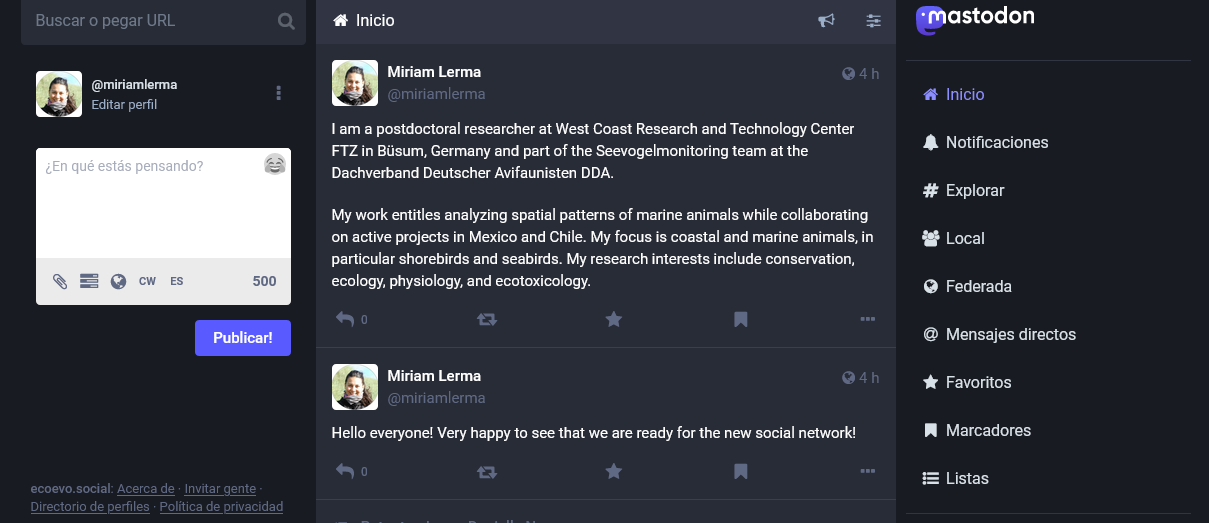 Buscar o pegar URL
@miriamlerma
Editar perfil
¿En qué estás pensando?
CW ES 500
Publicar!
ecoevo.social: Acerca de · Invitar gente ·
Directorio de perfiles · Política de privacidad
Inicio
Miriam Lerma
4 h
@miriamlerma
I am a postdoctoral researcher at West Coast Research and Technology Center
FTZ in Büsum, Germany and part of the Seevogelmonitoring team at the
Dachverband Deutscher Avifaunisten DDA.
My work entitles analyzing spatial patterns of marine animals while collaborating
on active projects in Mexico and Chile. My focus is coastal and marine animals, in
particular shorebirds and seabirds. My research interests include conservation,
ecology, physiology, and ecotoxicology.
0
Miriam Lerma
4 h
@miriamlerma
Hello everyone! Very happy to see that we are ready for the new social network!
0
mastodon
Inicio
Notificaciones
Explorar
Local
Federada
Mensajes directos
Favoritos
Marcadores
Listas